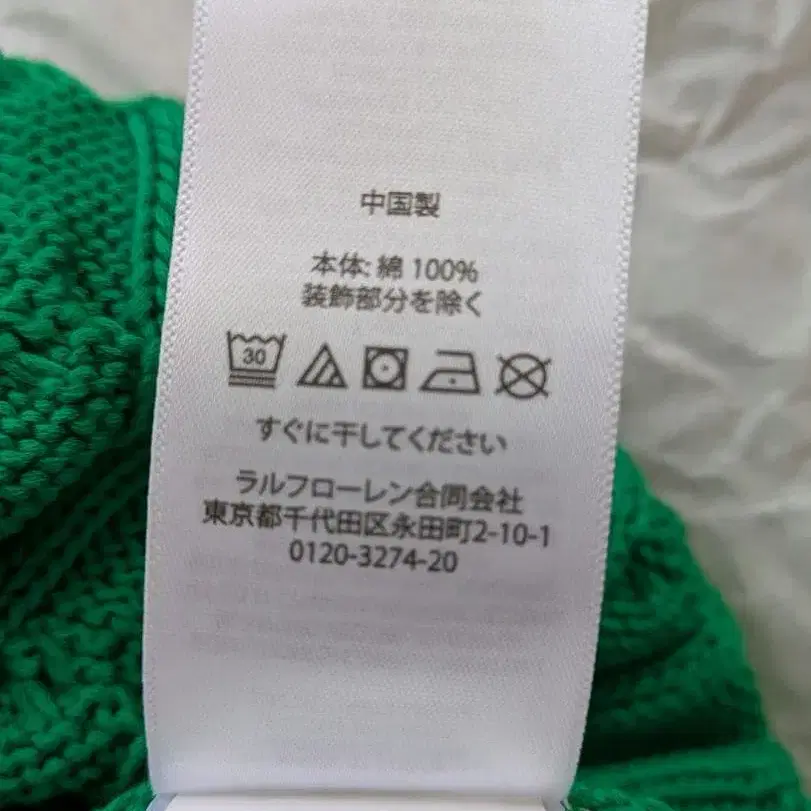 中国製
本体: 綿 100%
装飾部分を除く
30
すぐに干してください
ラルフローレン合同会社
東京都千代田区永田町2-10-1
0120-3274-20